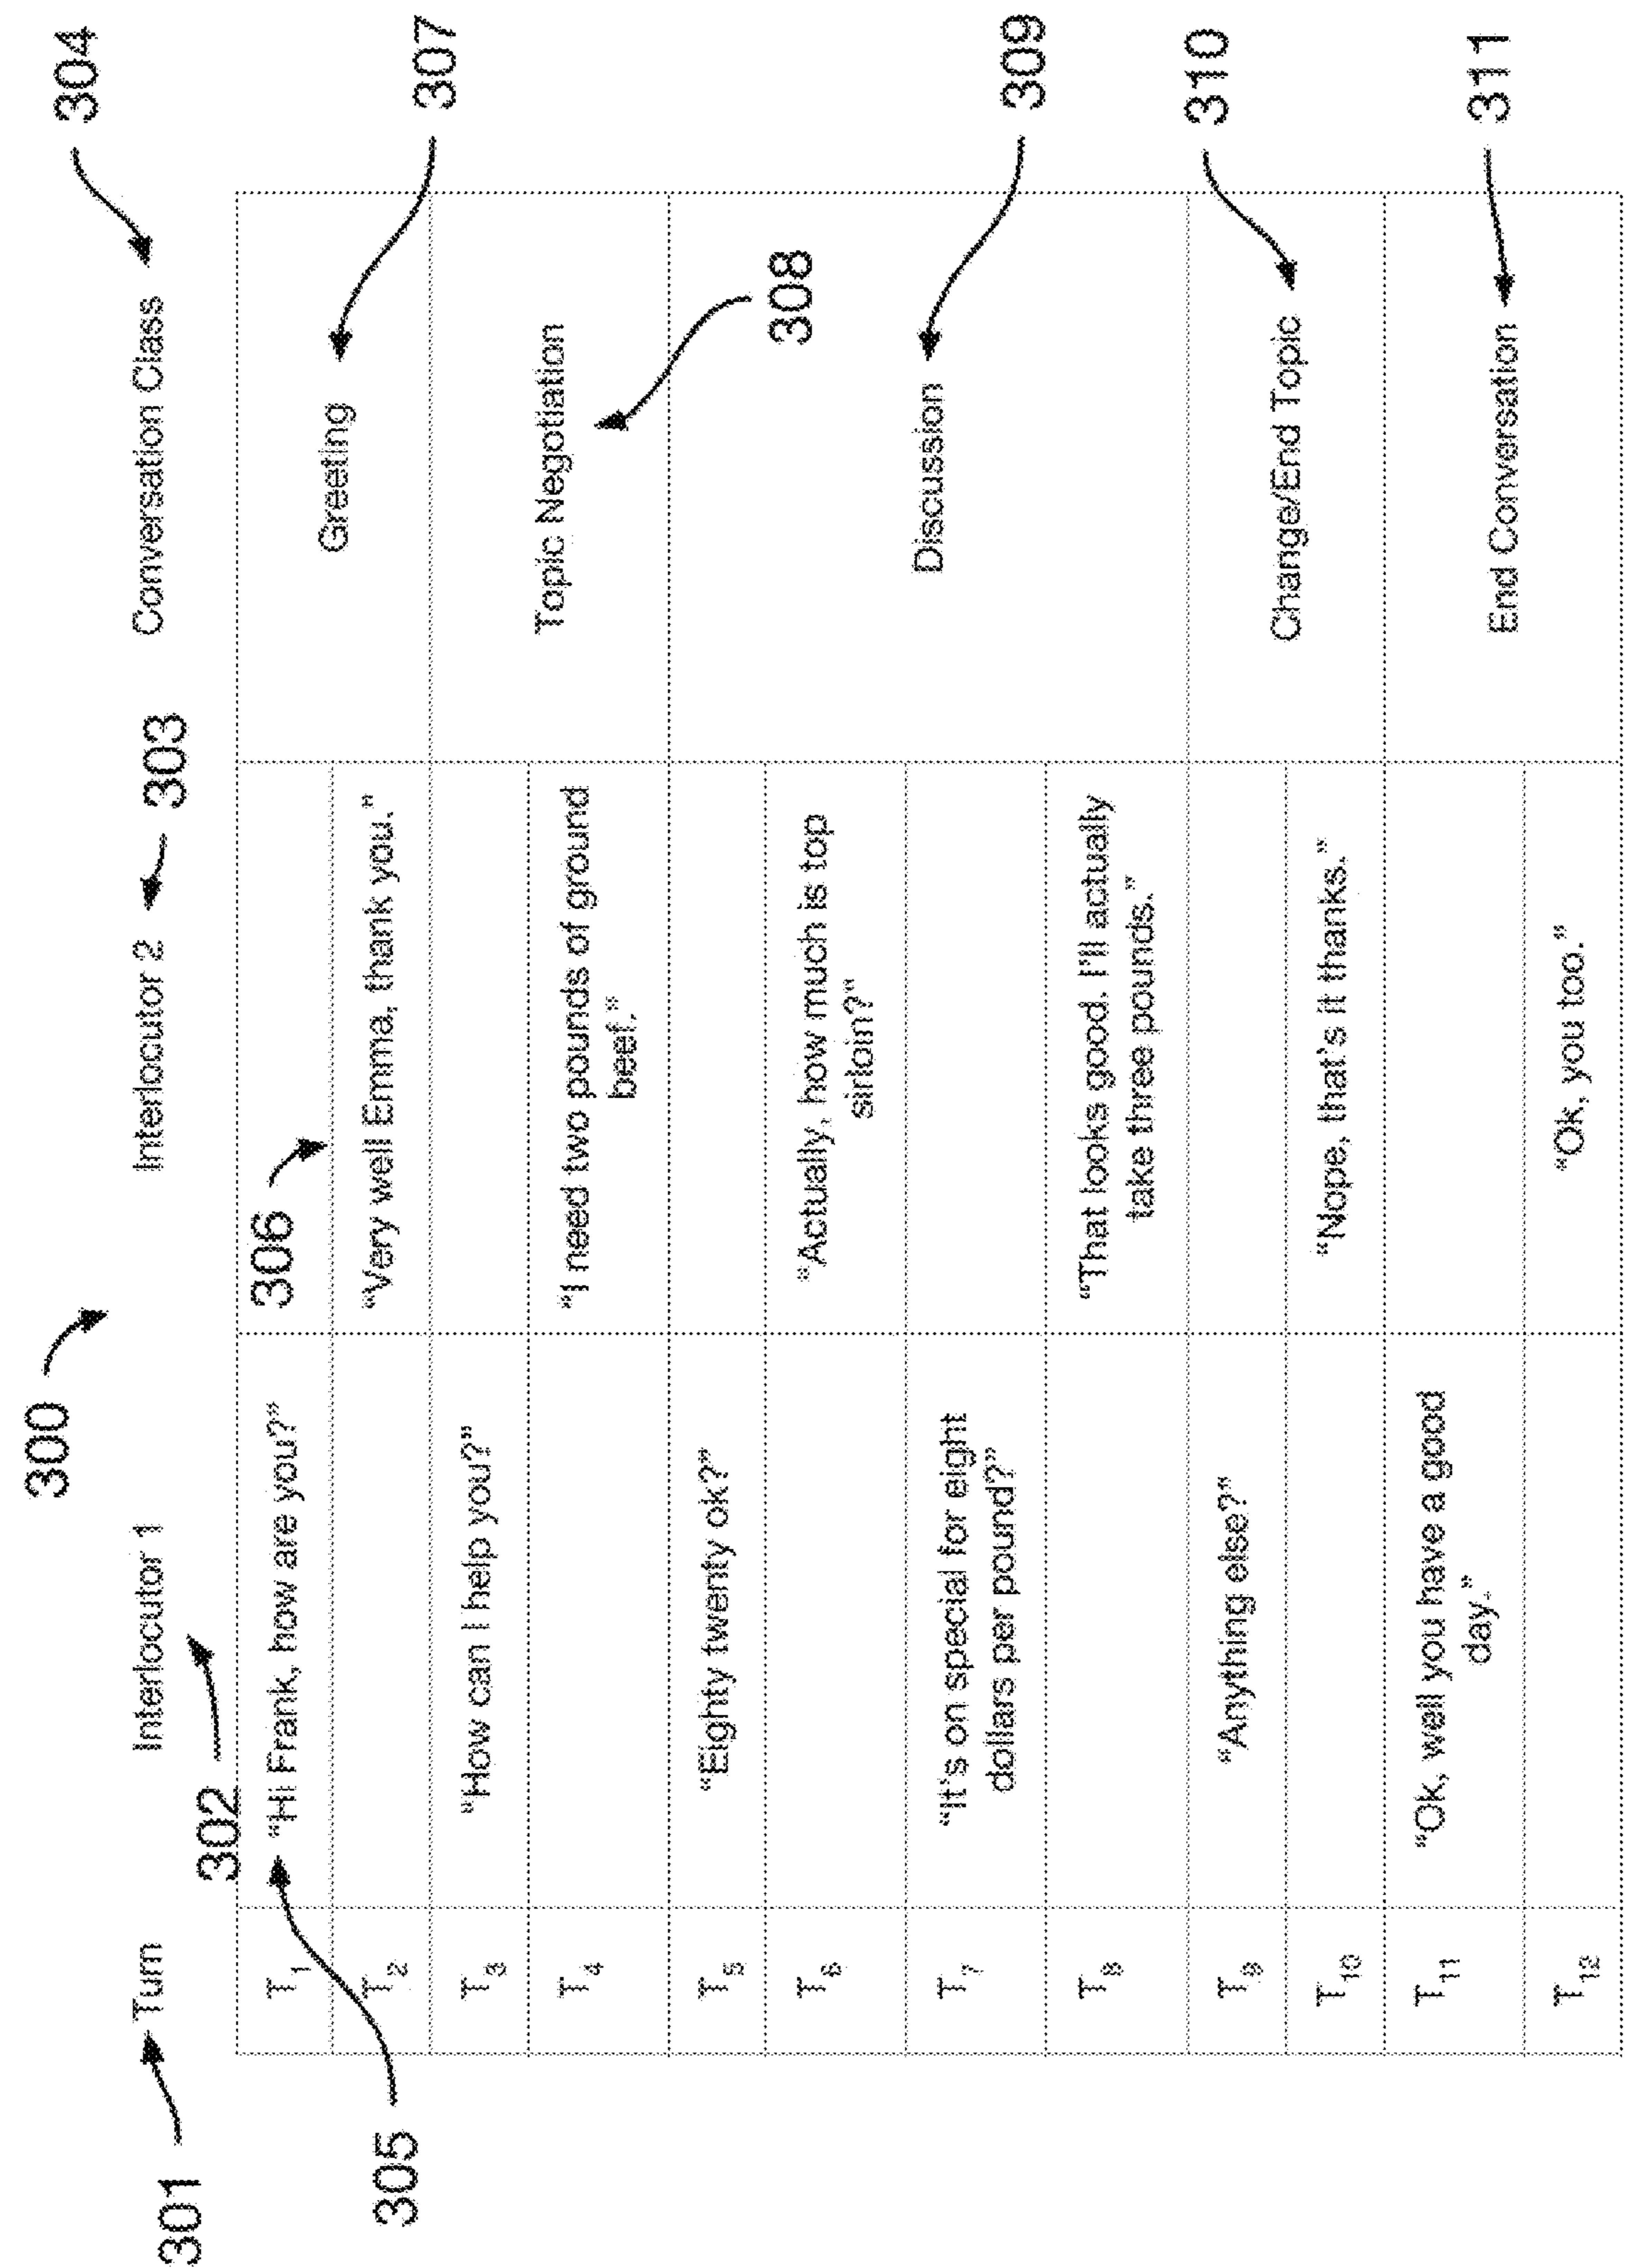 300
301 Turn
302 Interlocutor 1
Interlocutor 2 303
Conversation Class 304
305
T1 "Hi Frank, how are you?"
306
Greeting 307
T2 "Very well Emma, thank you."
T3 "How can I help you?"
Topic Negotiation
308
T4 "I need two pounds of ground
beef."
T5 "Eighty twenty ok?"
T6 "Actually, how much is top
sirloin?"
Discussion 309
T7 "It's on special for eight
dollars per pound?"
T8 "That looks good. I'll actually
take three pounds."
T9 "Anything else?"
Change/End Topic 310
T10 "Nope, that's it thanks."
T11 "Ok, well you have a good
day."
End Conversation 311
T12 "Ok, you too."